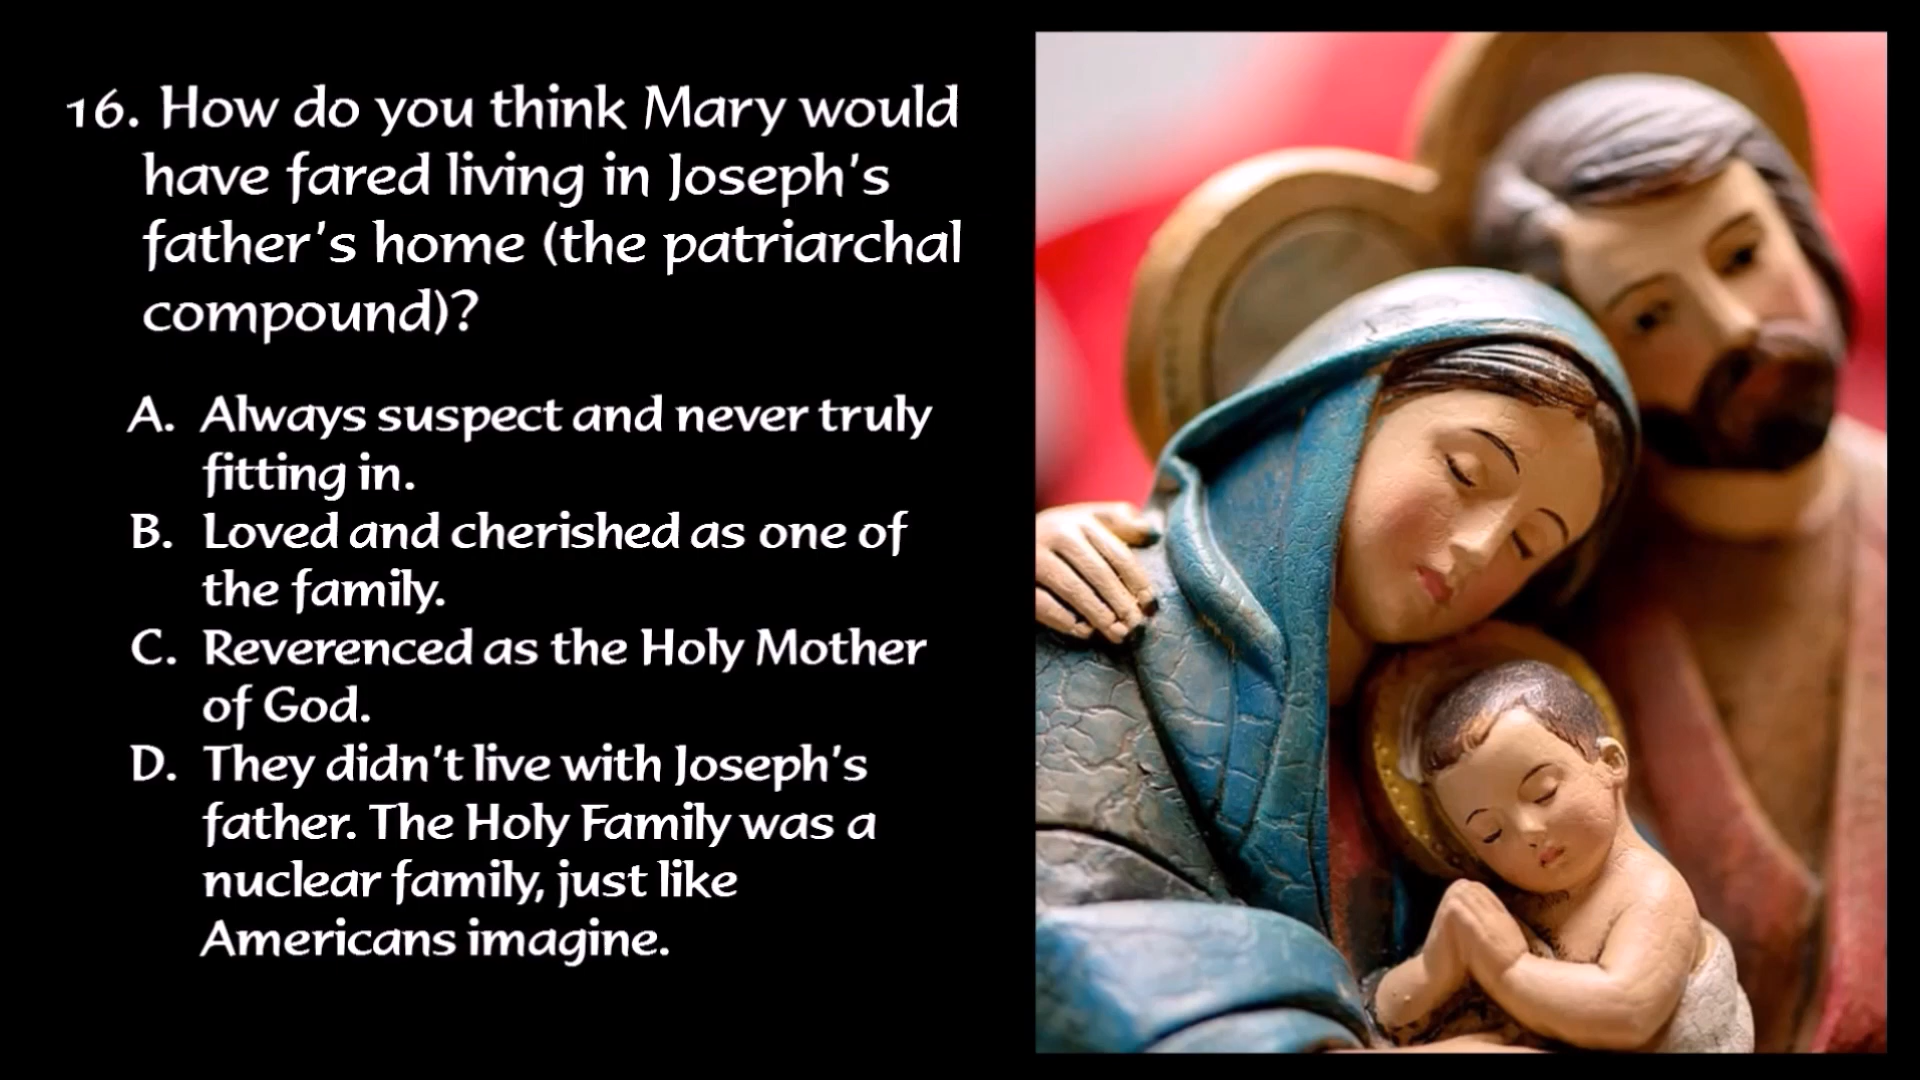 16. How do you think Mary would
have fared living in Joseph's
father's home (the patriarchal
compound)?
A. Always suspect and never truly
fitting in.
B. Loved and cherished as one of
the family.
C. Reverenced as the Holy Mother
of God.
D. They didn't live with Joseph's
father. The Holy Family was a
nuclear family, just like
Americans imagine.